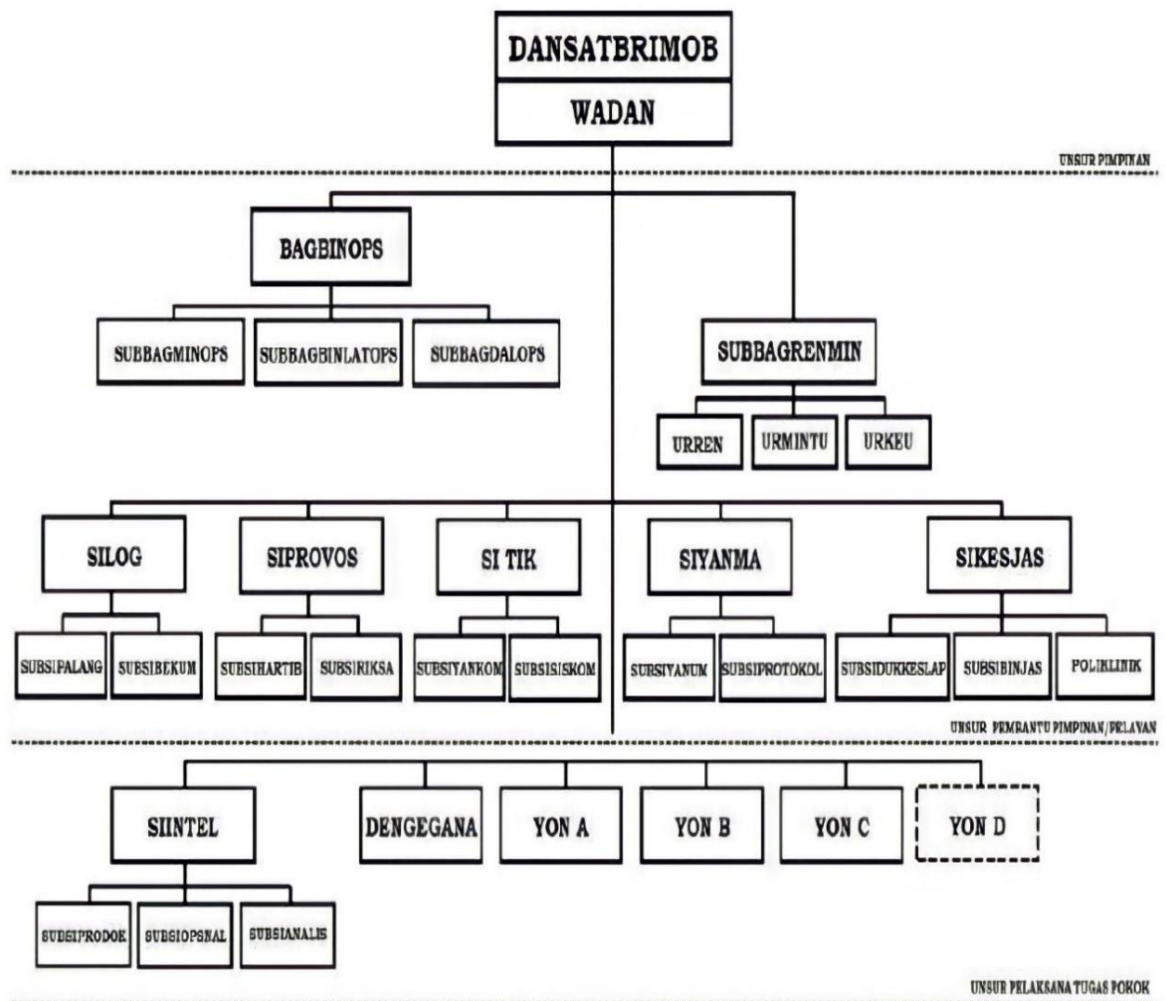 DANSATBRIMOB
WADAN
UNSUR PIMPINAN
BAGBINOPS
SUBBAGMINOPS
SUBBAGBINLATOPS
SUBBAGDALOPS
SUBBAGRENMIN
URREN
URMINTU
URKEU
SILOG
SIPROVOS
SI TIK
SIYANMA
SIKESJAS
SUBSIPALANG
SUBSIBEKUM
SUBSIHARTIB
SUBSIRIKSA
SUBSIYANKOM
SUBSISISKOM
SUBSIYANUM
SUBSIPROTOKOL
SUBSIDUKKESLAP
SUBSIBINJAS
POLIKLINIK
UNSUR PEMBANTU PIMPINAN/PELAYAN
SIINTEL
DENGEGANA
YON A
YON B
YON C
YON D
SUBSIPRODOK
SUBSIOPSNAL
SUBSIANALIS
UNSUR PELAKSANA TUGAS POKOK